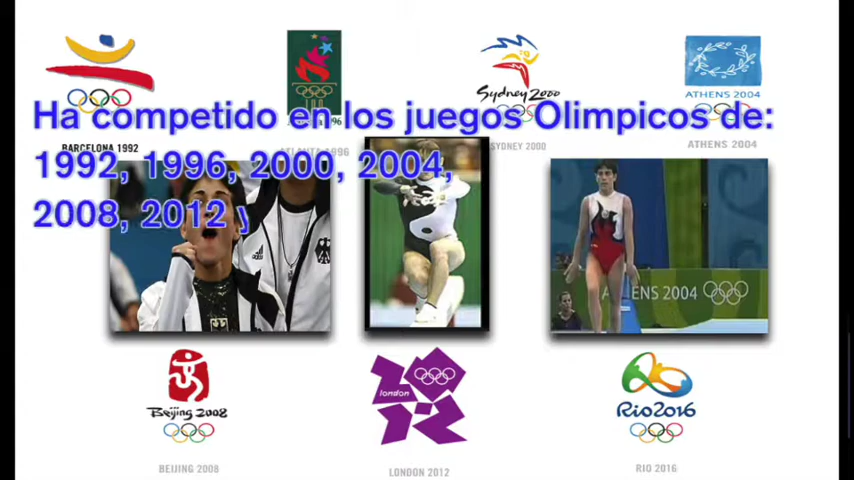 Sydney 2000
ATHENS 2004
Ha competido en los juegos Olimpicos de:
BARCELONA 1992
SYDNEY 2000
ATHENS 2004
1992, 1996, 2000, 2004,
2008, 2012 y
ENS 2004
Beijing 2008
london
Rio2016
BEIJING 2008
LONDON 2012
RIO 2016